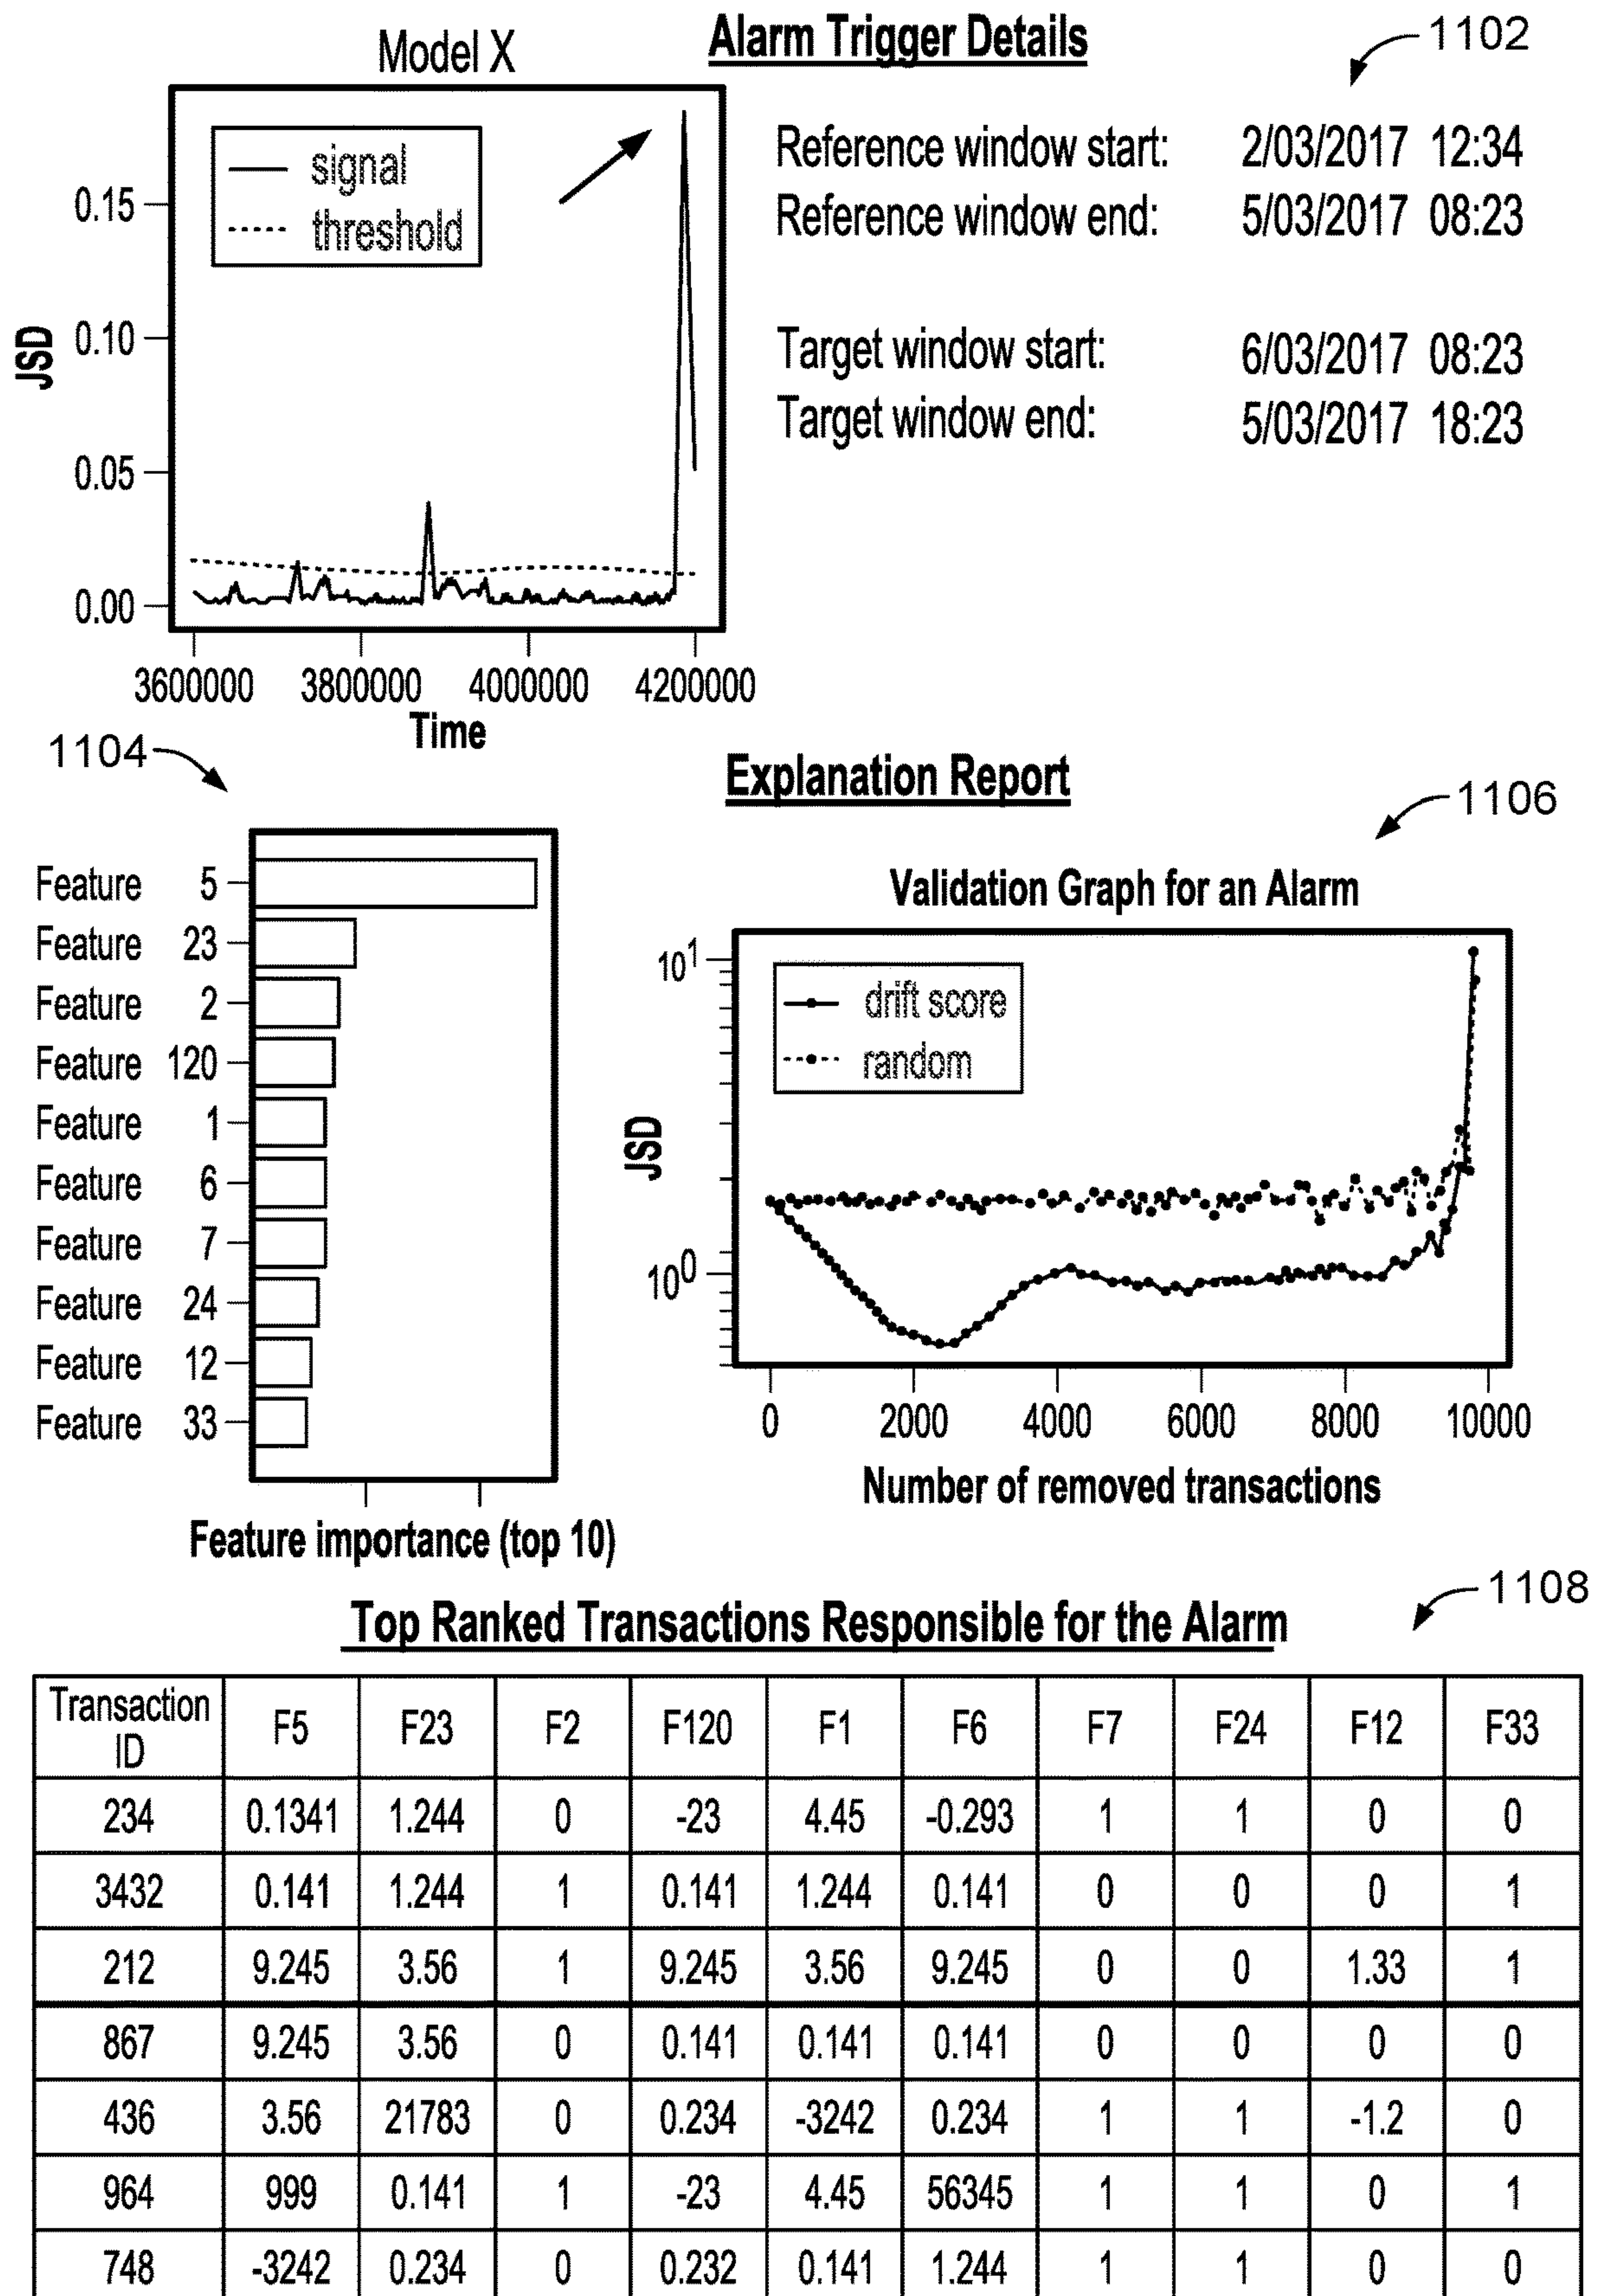 Model X
Alarm Trigger Details
1102
signal
threshold
0.15
0.10
0.05
0.00
JSD
3600000 3800000 4000000 4200000
Time
Reference window start: 2/03/2017 12:34
Reference window end: 5/03/2017 08:23
Target window start: 6/03/2017 08:23
Target window end: 5/03/2017 18:23
1104
Explanation Report
1106
Feature 5
Feature 23
Feature 2
Feature 120
Feature 1
Feature 6
Feature 7
Feature 24
Feature 12
Feature 33
Feature importance (top 10)
Validation Graph for an Alarm
10¹
10⁰
JSD
drift score
random
0 2000 4000 6000 8000 10000
Number of removed transactions
1108
Top Ranked Transactions Responsible for the Alarm
Transaction
ID F5 F23 F2 F120 F1 F6 F7 F24 F12 F33
234 0.1341 1.244 0 -23 4.45 -0.293 1 1 0 0
3432 0.141 1.244 1 0.141 1.244 0.141 0 0 0 1
212 9.245 3.56 1 9.245 3.56 9.245 0 0 1.33 1
867 9.245 3.56 0 0.141 0.141 0.141 0 0 0 0
436 3.56 21783 0 0.234 -3242 0.234 1 1 -1.2 0
964 999 0.141 1 -23 4.45 56345 1 1 0 1
748 -3242 0.234 0 0.232 0.141 1.244 1 1 0 0